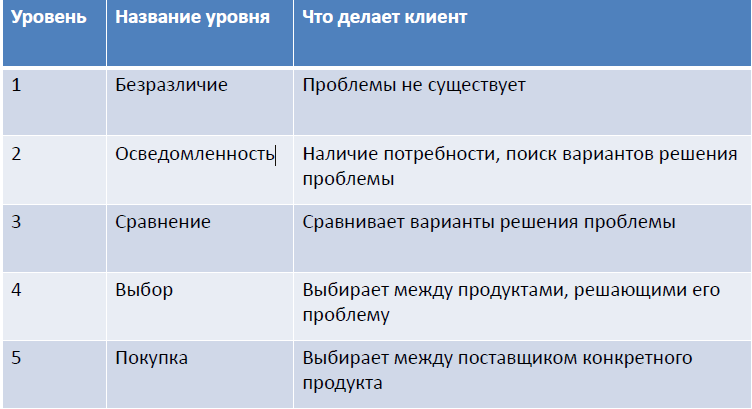 Уровень Название уровня Что делает клиент
1 Безразличие Проблемы не существует
2 Осведомленность Наличие потребности, поиск вариантов решения
проблемы
3 Сравнение Сравнивает варианты решения проблемы
4 Выбор Выбирает между продуктами, решающими его
проблему
5 Покупка Выбирает между поставщиком конкретного
продукта